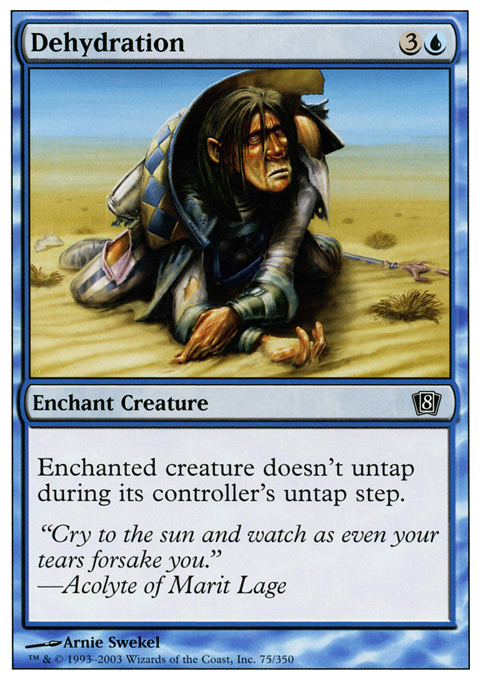 Dehydration 3
Enchant Creature 8
Enchanted creature doesn't untap
during its controller's untap step.
“Cry to the sun and watch as even your
tears forsake you.”
—Acolyte of Marit Lage
Arnie Swekel
™ & © 1993–2003 Wizards of the Coast, Inc. 75/350